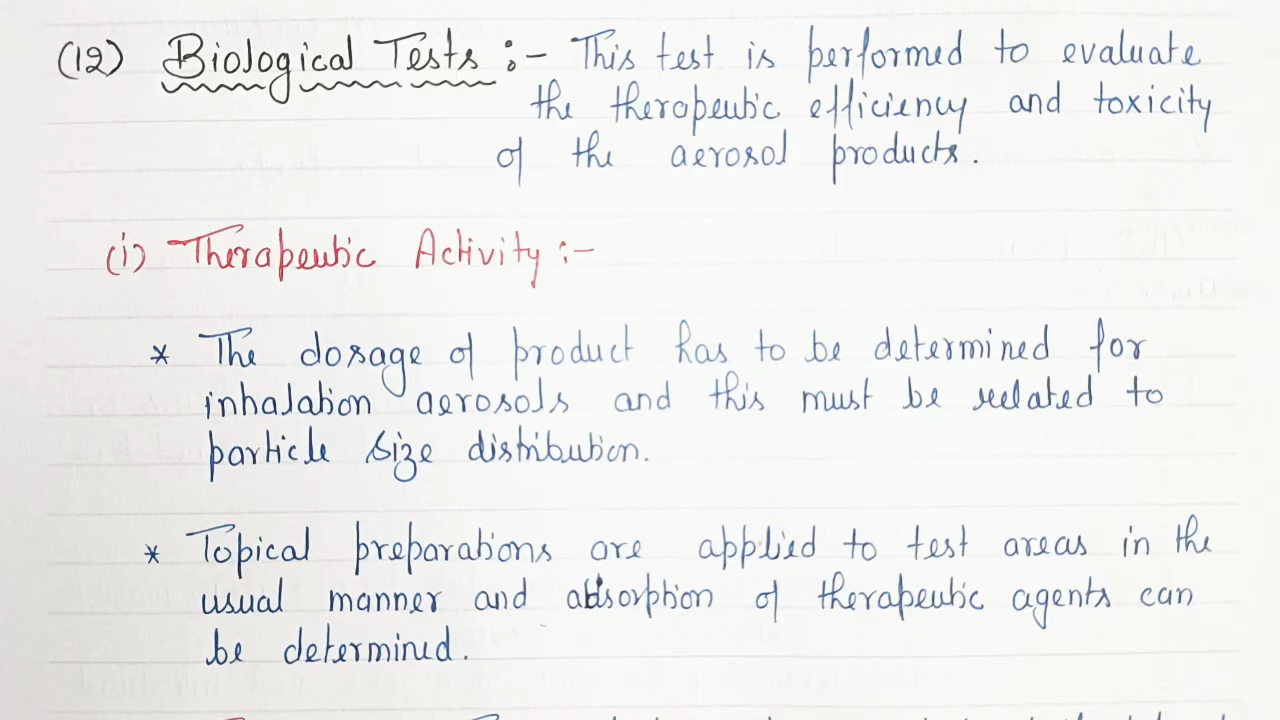 (12) Biological Tests :- This test is performed to evaluate
the therapeutic efficiency and toxicity
of the aerosol products.
(i) Therapeutic Activity :-
* The dosage of product has to be determined for
inhalation aerosols and this must be related to
particle size distribution.
* Topical preparations are applied to test areas in the
usual manner and absorption of therapeutic agents can
be determined.